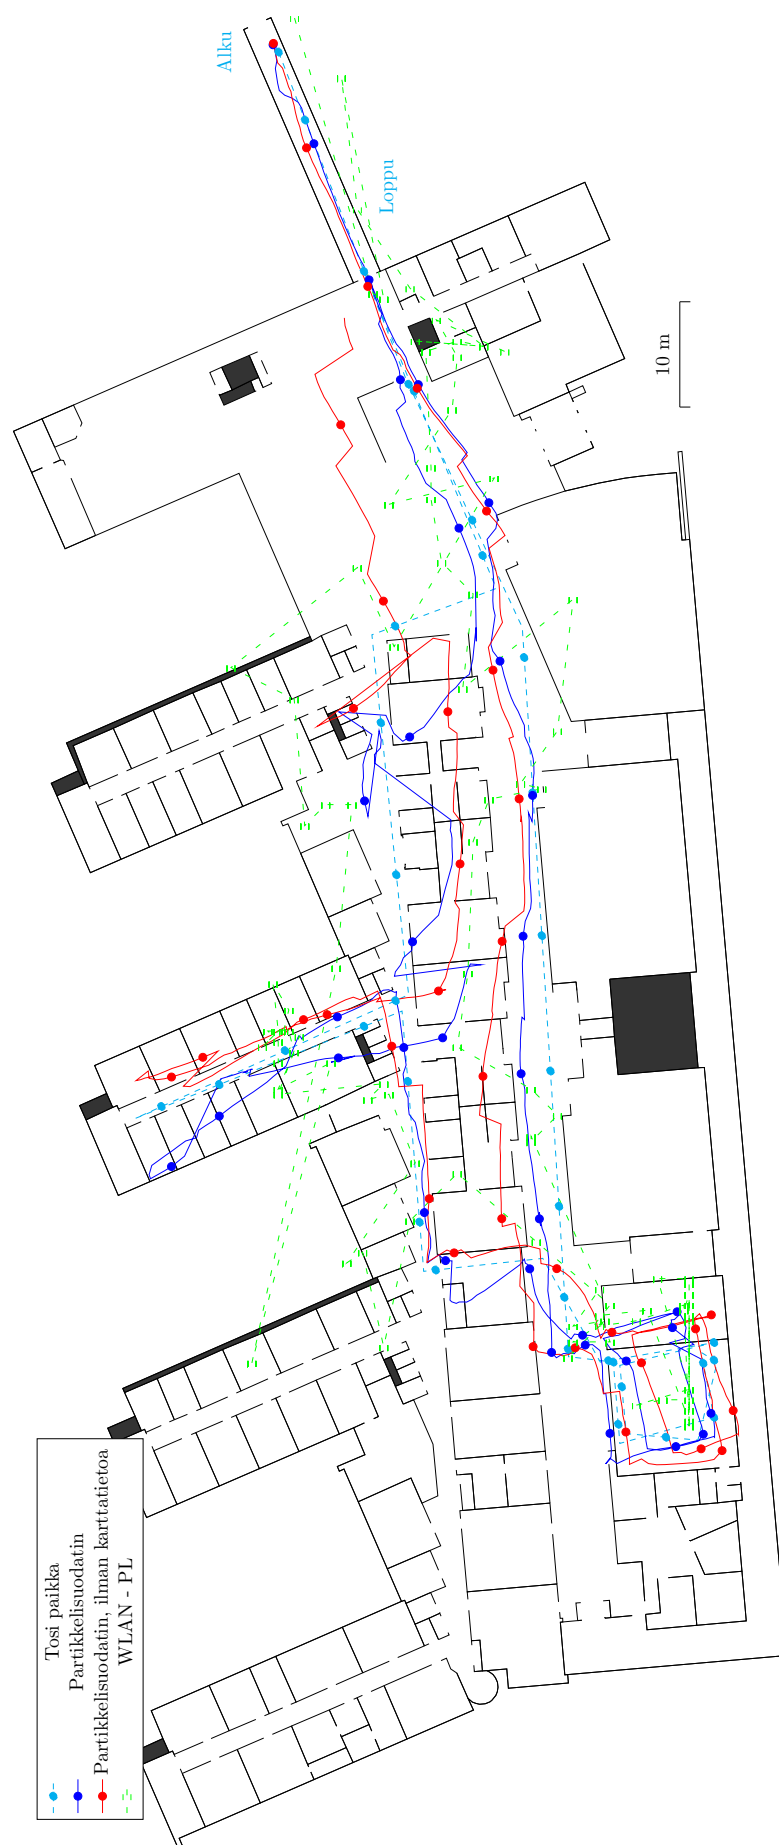 Alku
Loppu
10 m
Tosi paikka
Partikkelisuodatin
Partikkelisuodatin, ilman karttatietoa
WLAN - PL